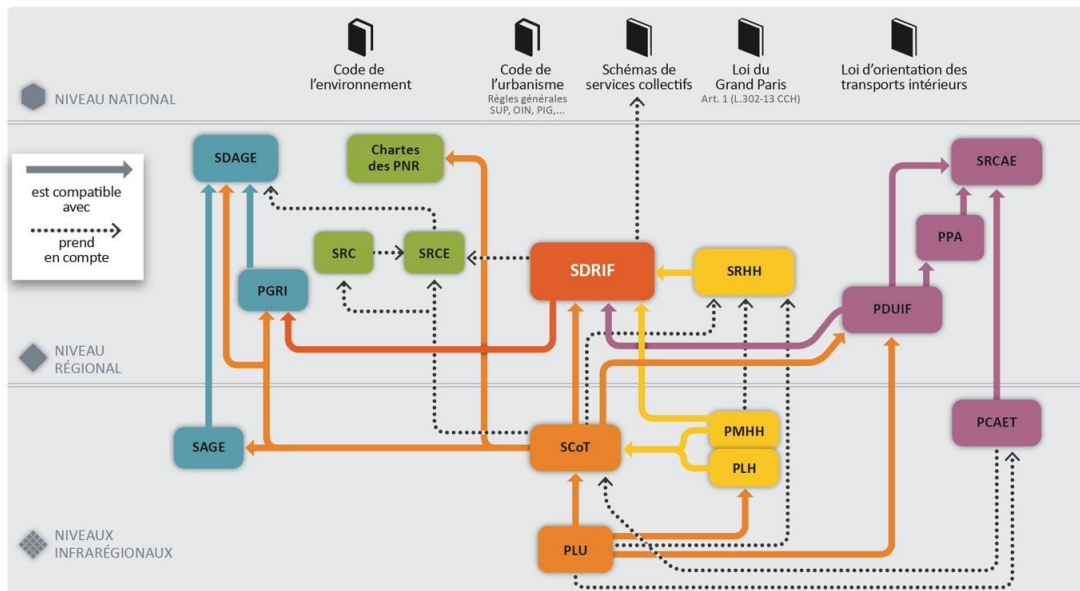 Code de
l'environnement
Code de
l'urbanisme
Règles générales
SUP, OIN, PIG,...
Schémas de
services collectifs
Loi du
Grand Paris
Art. 1 (L.302-13 CCH)
Loi d'orientation des
transports intérieurs
NIVEAU NATIONAL
est compatible
avec
prend
en compte
SDAGE
Chartes
des PNR
SRCAE
SRC
SRCE
SDRIF
SRHH
PPA
PGRI
PDUIF
NIVEAU
RÉGIONAL
SAGE
SCoT
PMHH
PLH
PCAET
NIVEAUX
INFRARÉGIONAUX
PLU